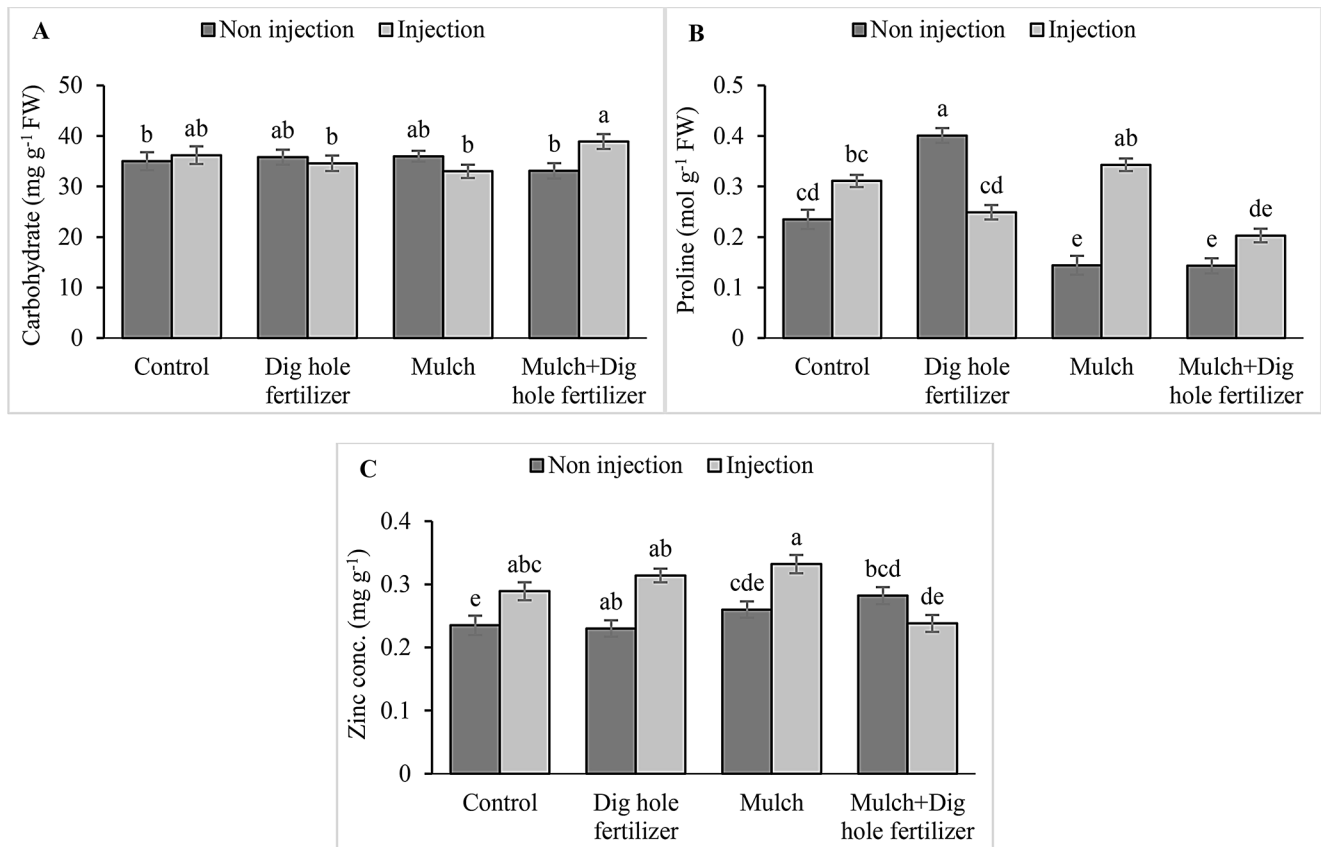 A
Non injection Injection
Carbohydrate (mg g-1 FW)
50
40
30
20
10
0
b ab ab b ab b b a
Control Dig hole Mulch Mulch+Dig
fertilizer hole fertilizer
B
Non injection Injection
Proline (mol g-1 FW)
0.5
0.4
0.3
0.2
0.1
0
cd bc a cd e ab e de
Control Dig hole Mulch Mulch+Dig
fertilizer hole fertilizer
C
Non injection Injection
Zinc conc. (mg g-1)
0.4
0.3
0.2
0.1
0
e abc ab ab cde a bcd de
Control Dig hole Mulch Mulch+Dig
fertilizer hole fertilizer